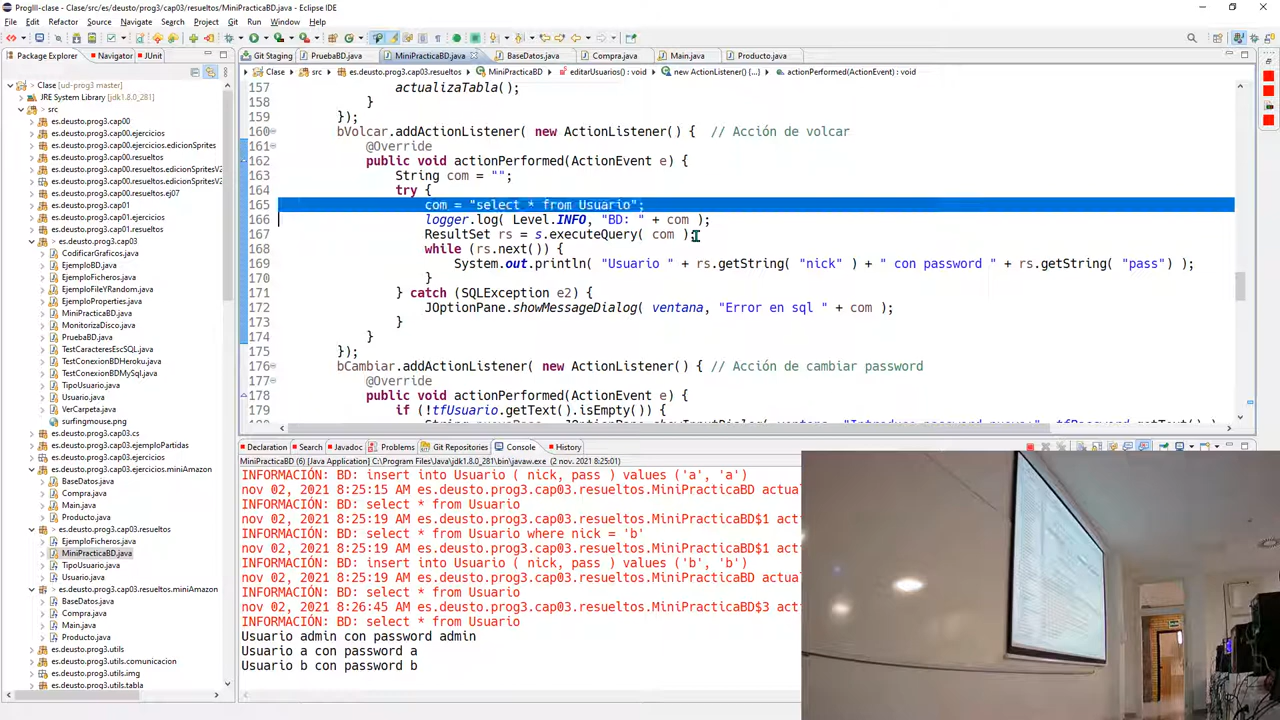 ProgIII-clase - Clase/src/es/deusto/prog3/cap03/resueltos/MiniPracticaBD.java - Eclipse IDE
File Edit Refactor Source Navigate Search Project Git Run Window Help
Package Explorer Navigator JUnit
Git Staging PruebaBD.java MiniPracticaBD.java BaseDatos.java Compra.java Main.java Producto.java
Clase src es.deusto.prog3.cap03.resueltos MiniPracticaBD editarUsuarios() : void new ActionListener() {...} actionPerformed(ActionEvent) : void
Clase [ud-prog3 master]
JRE System Library [jdk1.8.0_281]
src
es.deusto.prog3.cap00
es.deusto.prog3.cap00.ejercicios
es.deusto.prog3.cap00.ejercicios.edicionSprites
es.deusto.prog3.cap00.resueltos
es.deusto.prog3.cap00.resueltos.edicionSprites
es.deusto.prog3.cap00.resueltos.edicionSpritesV2
es.deusto.prog3.cap00.resueltos.ej07
es.deusto.prog3.cap01
es.deusto.prog3.cap01.ejercicios
es.deusto.prog3.cap02
es.deusto.prog3.cap03
CodificarGraficos.java
EjemploBD.java
EjemploFicheros.java
EjemploFileYRandom.java
EjemploProperties.java
MiniPracticaBD.java
MonitorizaDisco.java
PruebaBD.java
TestCaracteresEscSQL.java
TestConexionBDHeroku.java
TestConexionBDMySql.java
TipoUsuario.java
Usuario.java
VerCarpeta.java
surfingmouse.png
es.deusto.prog3.cap03.cs
es.deusto.prog3.cap03.ejemploPartidas
es.deusto.prog3.cap03.ejercicios
es.deusto.prog3.cap03.ejercicios.miniAmazon
BaseDatos.java
Compra.java
Main.java
Producto.java
es.deusto.prog3.cap03.resueltos
EjemploFicheros.java
MiniPracticaBD.java
TipoUsuario.java
Usuario.java
es.deusto.prog3.cap03.resueltos.miniAmazon
BaseDatos.java
Compra.java
Main.java
Producto.java
es.deusto.prog3.utils
es.deusto.prog3.utils.comunicacion
es.deusto.prog3.utils.img
es.deusto.prog3.utils.tabla
157 actualizaTabla();
158 }
159 });
160 bVolcar.addActionListener( new ActionListener() { // Acción de volcar
161 @Override
162 public void actionPerformed(ActionEvent e) {
163 String com = "";
164 try {
165 com = "select * from Usuario";
166 logger.log( Level.INFO, "BD: " + com );
167 ResultSet rs = s.executeQuery( com );
168 while (rs.next()) {
169 System.out.println( "Usuario " + rs.getString( "nick" ) + " con password " + rs.getString( "pass") );
170 }
171 } catch (SQLException e2) {
172 JOptionPane.showMessageDialog( ventana, "Error en sql " + com );
173 }
174 }
175 });
176 bCambiar.addActionListener( new ActionListener() { // Acción de cambiar password
177 @Override
178 public void actionPerformed(ActionEvent e) {
179 if (!tfUsuario.getText().isEmpty()) {
Declaration Search Javadoc Problems Git Repositories Console History
MiniPracticaBD (6) [Java Application] C:\Program Files\Java\jdk1.8.0_281\bin\javaw.exe (2 nov. 2021 8:25:01)
INFORMACIÓN: BD: insert into Usuario ( nick, pass ) values ('a', 'a')
nov 02, 2021 8:25:15 AM es.deusto.prog3.cap03.resueltos.MiniPracticaBD actual
INFORMACIÓN: BD: select * from Usuario
nov 02, 2021 8:25:19 AM es.deusto.prog3.cap03.resueltos.MiniPracticaBD$1 act
INFORMACIÓN: BD: select * from Usuario where nick = 'b'
nov 02, 2021 8:25:19 AM es.deusto.prog3.cap03.resueltos.MiniPracticaBD$1 act
INFORMACIÓN: BD: insert into Usuario ( nick, pass ) values ('b', 'b')
nov 02, 2021 8:25:19 AM es.deusto.prog3.cap03.resueltos.MiniPracticaBD actual
INFORMACIÓN: BD: select * from Usuario
nov 02, 2021 8:26:45 AM es.deusto.prog3.cap03.resueltos.MiniPracticaBD$3 act
INFORMACIÓN: BD: select * from Usuario
Usuario admin con password admin
Usuario a con password a
Usuario b con password b